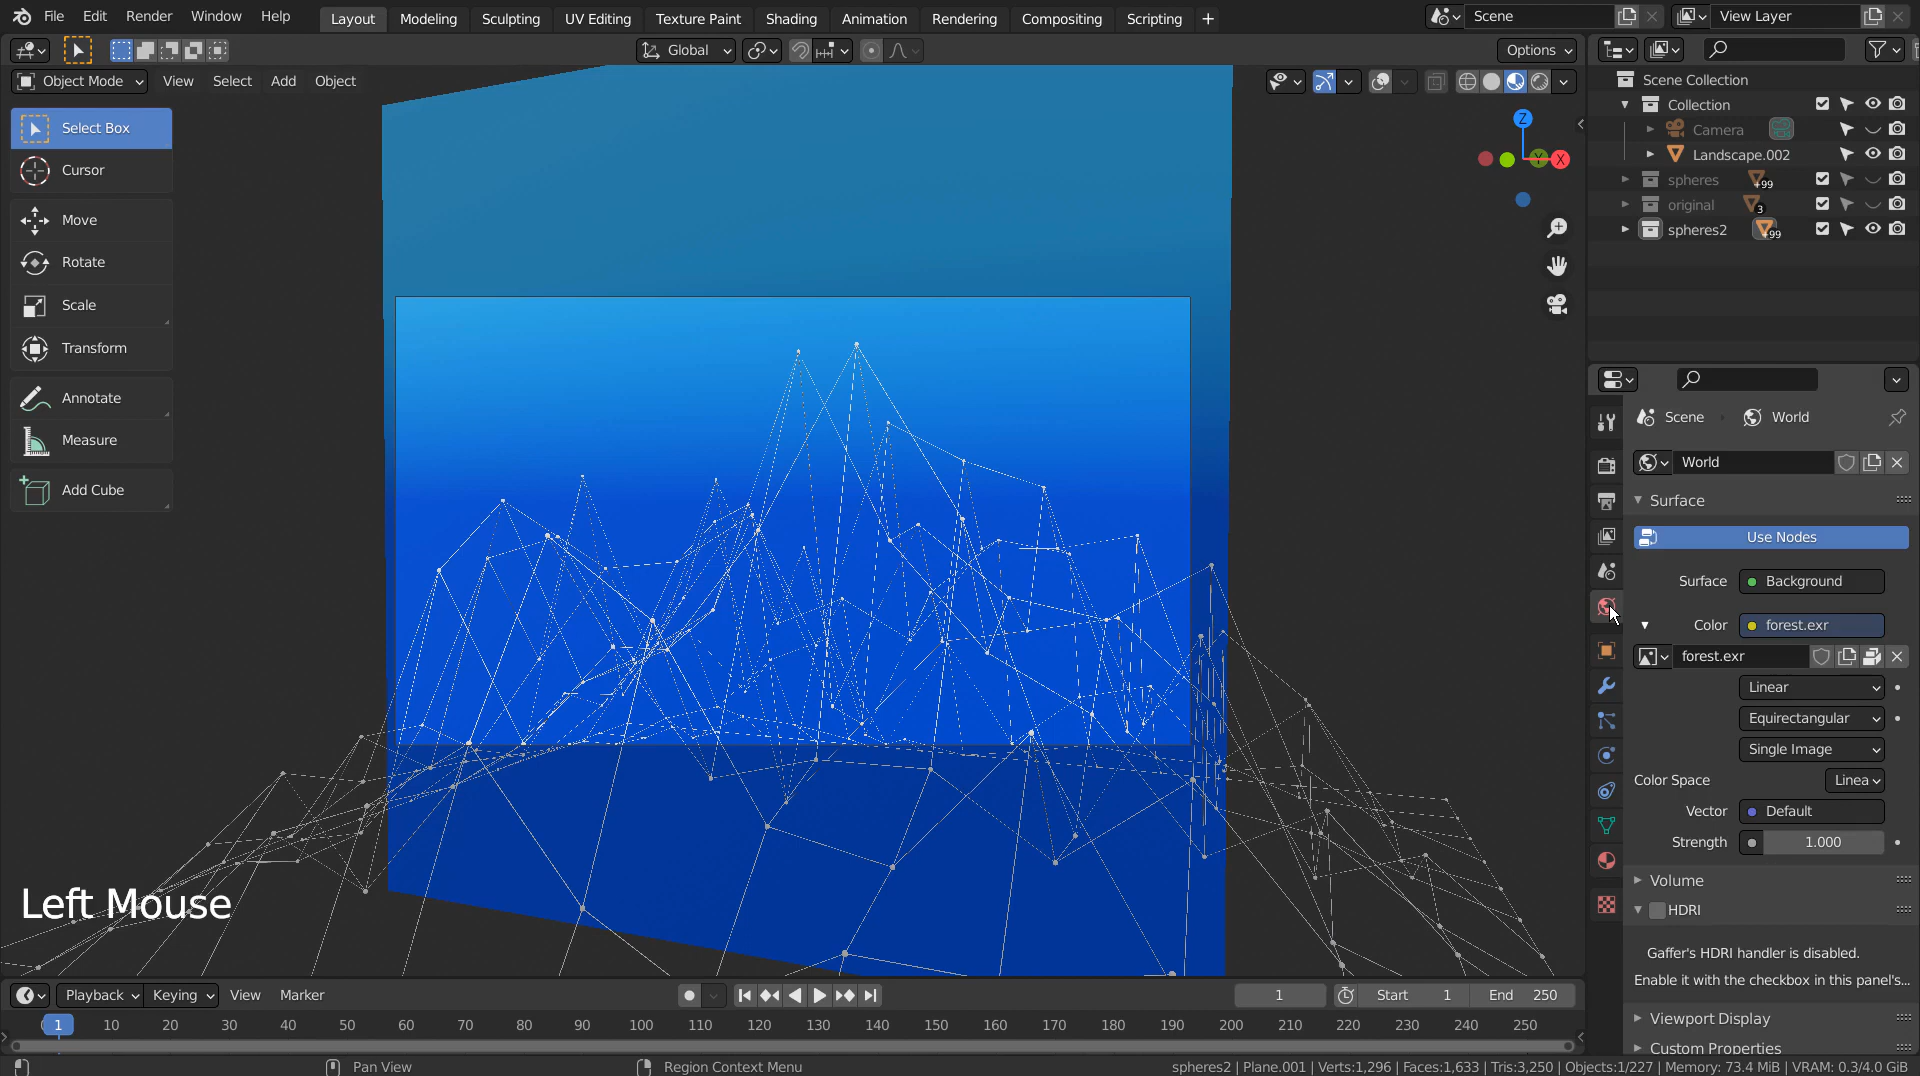 File Edit Render Window Help Layout Modeling Sculpting UV Editing Texture Paint Shading Animation Rendering Compositing Scripting + Scene View Layer
Global Options
Object Mode View Select Add Object
Scene Collection
Collection
Camera
Landscape.002
spheres +99
original 3
spheres2 +99
Select Box
Cursor
Move
Rotate
Scale
Transform
Annotate
Measure
Add Cube
Z
Y X
Scene World
World
Surface
Use Nodes
Surface Background
Color forest.exr
forest.exr
Linear
Equirectangular
Single Image
Color Space Linea
Vector Default
Strength 1.000
Volume
HDRI
Gaffer's HDRI handler is disabled.
Enable it with the checkbox in this panel's...
Viewport Display
Custom Properties
Left Mouse
Playback Keying View Marker 1 Start 1 End 250
1 10 20 30 40 50 60 70 80 90 100 110 120 130 140 150 160 170 180 190 200 210 220 230 240 250
Pan View Region Context Menu spheres2 | Plane.001 | Verts:1,296 | Faces:1,633 | Tris:3,250 | Objects:1/227 | Memory: 73.4 MiB | VRAM: 0.3/4.0 GiB